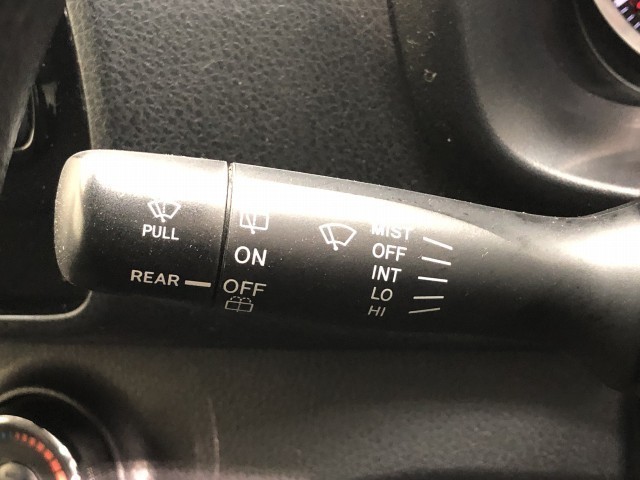 PULL
REAR
ON
OFF
MIST
OFF
INT
LO
HI